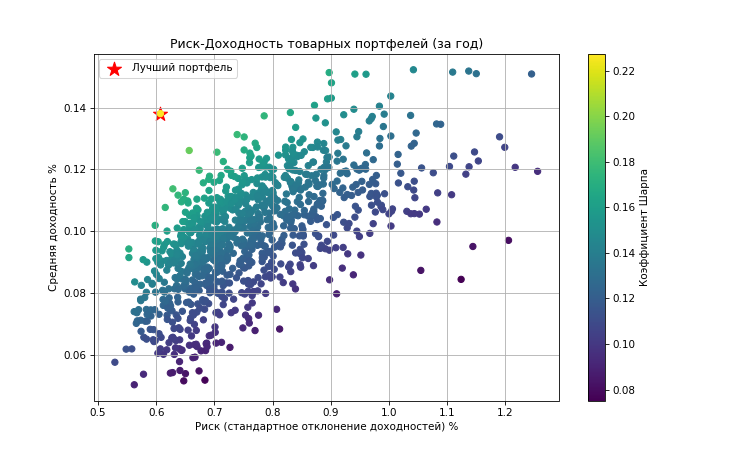 Риск-Доходность товарных портфелей (за год)
Лучший портфель
Средняя доходность %
0.14
0.12
0.10
0.08
0.06
0.5 0.6 0.7 0.8 0.9 1.0 1.1 1.2
Риск (стандартное отклонение доходностей) %
0.22
0.20
0.18
0.16
0.14
0.12
0.10
0.08
Коэффициент Шарпа